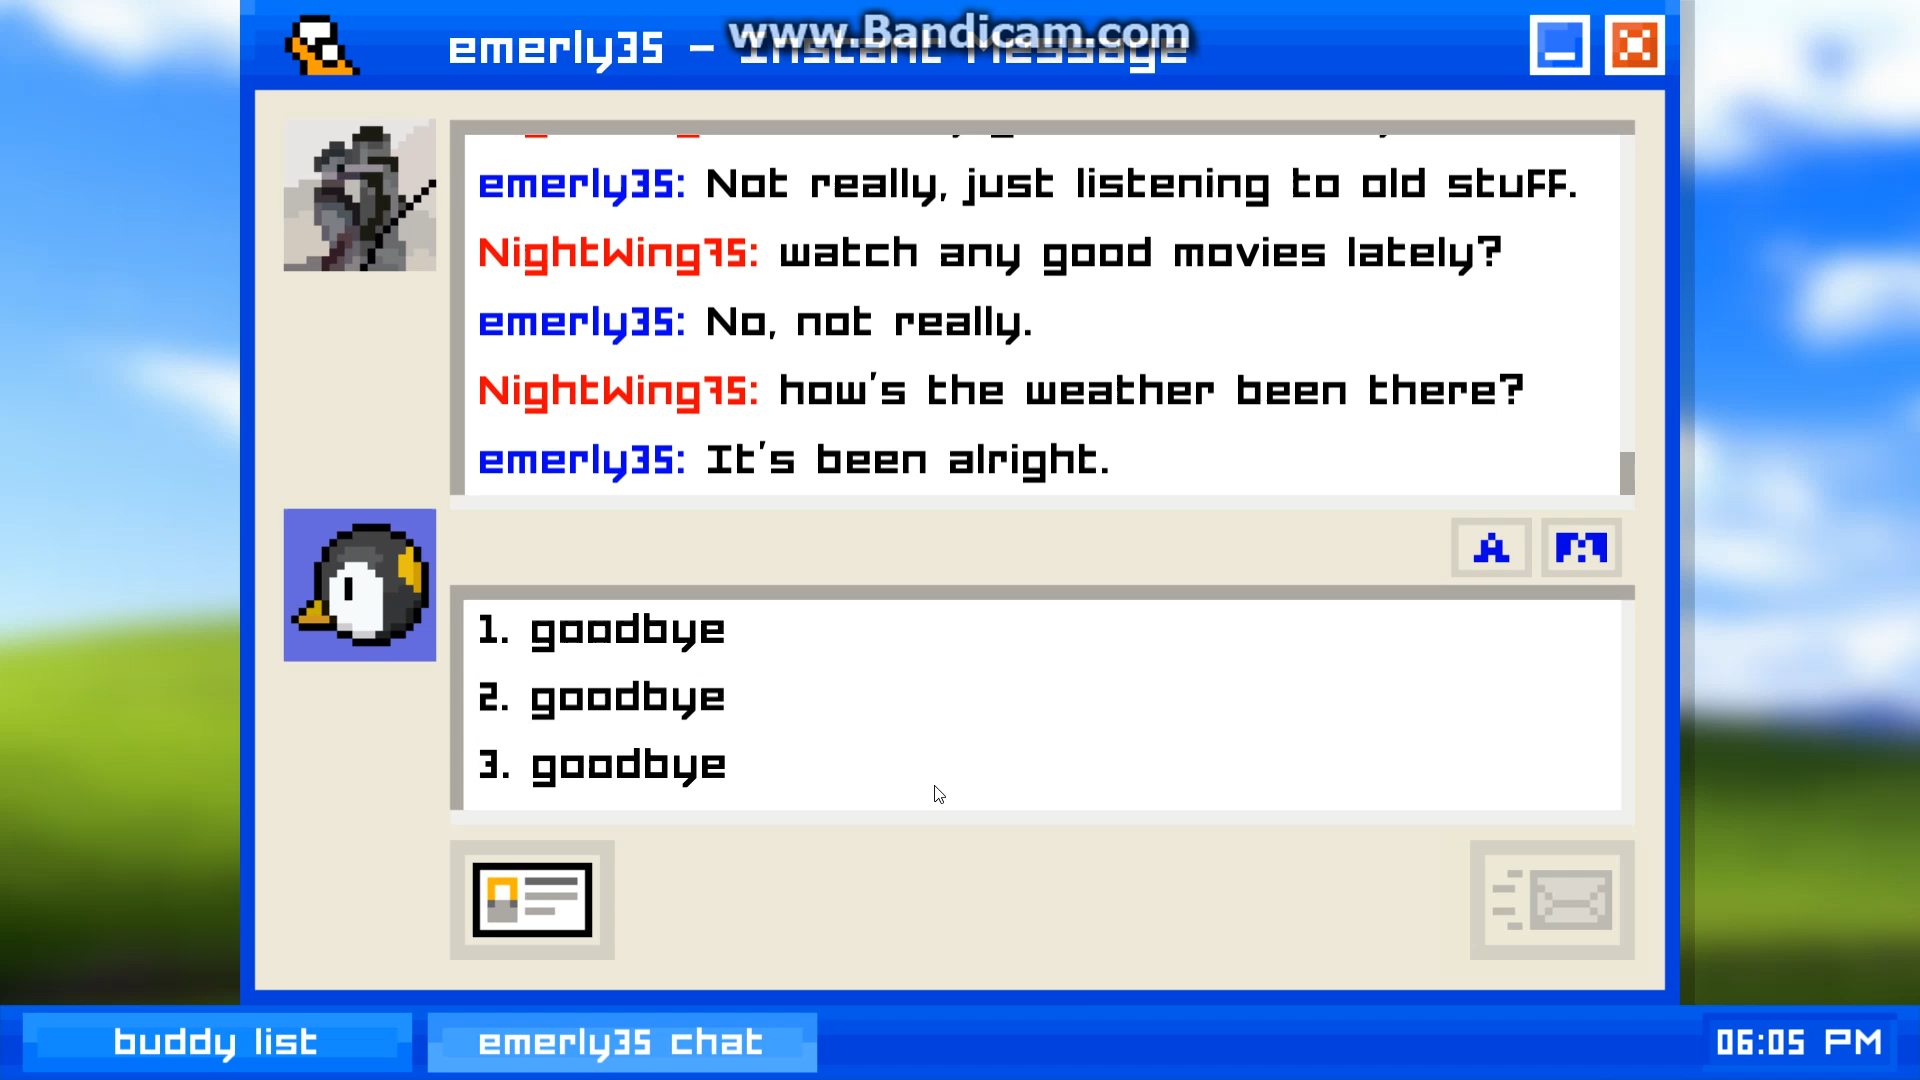 www.Bandicam.com
emerly35 - Instant Message
emerly35: Not really, just listening to old stuff.
NightWing75: watch any good movies lately?
emerly35: No, not really.
NightWing75: how's the weather been there?
emerly35: It's been alright.
A
1. goodbye
2. goodbye
3. goodbye
buddy list
emerly35 chat
06:05 PM